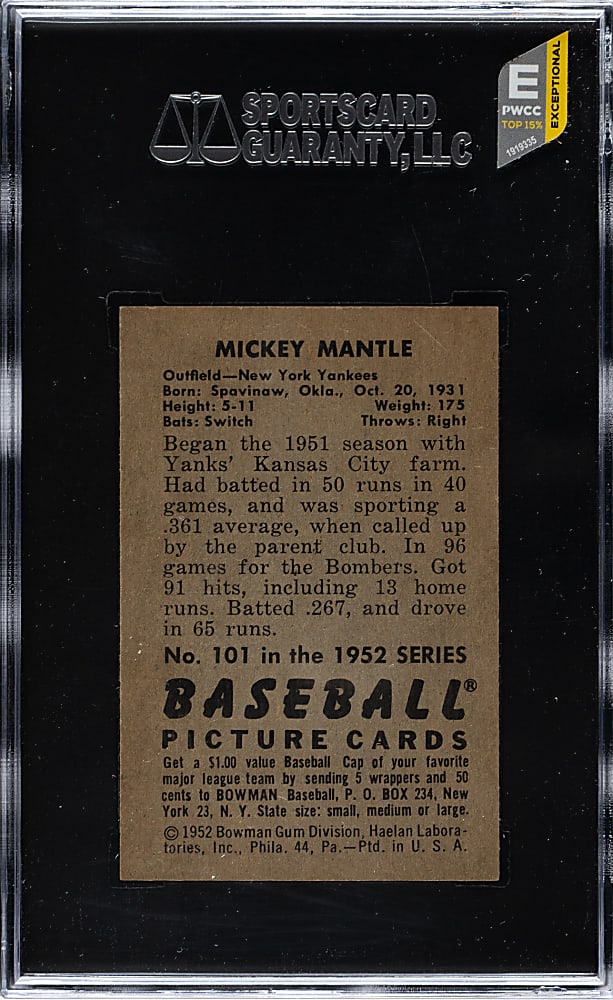 SPORTSCARD
GUARANTY, LLC
E
PWCC
TOP 15%
EXCEPTIONAL
1919335
MICKEY MANTLE
Outfield—New York Yankees
Born: Spavinaw, Okla., Oct. 20, 1931
Height: 5-11 Weight: 175
Bats: Switch Throws: Right
Began the 1951 season with
Yanks' Kansas City farm.
Had batted in 50 runs in 40
games, and was sporting a
.361 average, when called up
by the parent club. In 96
games for the Bombers. Got
91 hits, including 13 home
runs. Batted .267, and drove
in 65 runs.
No. 101 in the 1952 SERIES
BASEBALL®
PICTURE CARDS
Get a $1.00 value Baseball Cap of your favorite
major league team by sending 5 wrappers and 50
cents to BOWMAN Baseball, P. O. BOX 234, New
York 23, N. Y. State size: small, medium or large.
© 1952 Bowman Gum Division, Haelan Labora-
tories, Inc., Phila. 44, Pa.—Ptd. in U. S. A.